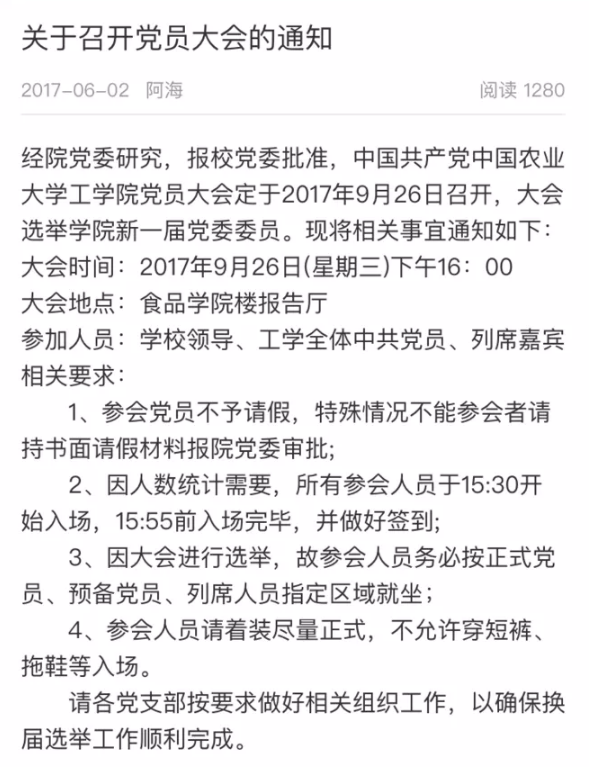 关于召开党员大会的通知
2017-06-02 阿海 阅读 1280
经院党委研究，报校党委批准，中国共产党中国农业
大学工学院党员大会定于2017年9月26日召开，大会
选举学院新一届党委委员。现将相关事宜通知如下：
大会时间：2017年9月26日(星期三)下午16：00
大会地点：食品学院楼报告厅
参加人员：学校领导、工学全体中共党员、列席嘉宾
相关要求：
1、参会党员不予请假，特殊情况不能参会者请
持书面请假材料报院党委审批;
2、因人数统计需要，所有参会人员于15:30开
始入场，15:55前入场完毕，并做好签到;
3、因大会进行选举，故参会人员务必按正式党
员、预备党员、列席人员指定区域就坐；
4、参会人员请着装尽量正式，不允许穿短裤、
拖鞋等入场。
请各党支部按要求做好相关组织工作，以确保换
届选举工作顺利完成。